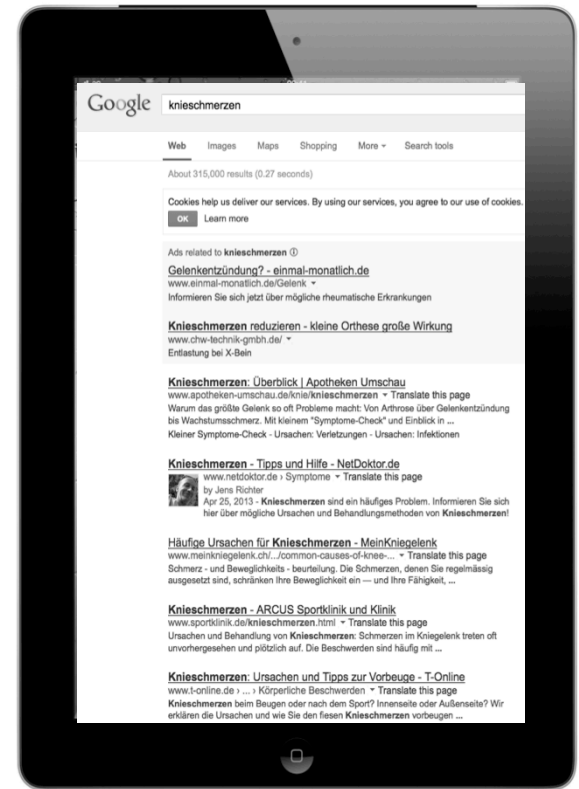 Google knieschmerzen
Web Images Maps Shopping More Search tools
About 315,000 results (0.27 seconds)
Cookies help us deliver our services. By using our services, you agree to our use of cookies.
OK Learn more
Ads related to knieschmerzen
Gelenkentzündung? - einmal-monatlich.de
www.einmal-monatlich.de/Gelenk
Informieren Sie sich jetzt über mögliche rheumatische Erkrankungen
Knieschmerzen reduzieren - kleine Orthese große Wirkung
www.chw-technik-gmbh.de/
Entlastung bei X-Bein
Knieschmerzen: Überblick | Apotheken Umschau
www.apotheken-umschau.de/knie/knieschmerzen Translate this page
Warum das größte Gelenk so oft Probleme macht: Von Arthrose über Gelenkentzündung
bis Wachstumsschmerz. Mit kleinem "Symptome-Check" und Einblick in ...
Kleiner Symptome-Check - Ursachen: Verletzungen - Ursachen: Infektionen
Knieschmerzen - Tipps und Hilfe - NetDoktor.de
www.netdoktor.de › Symptome Translate this page
by Jens Richter
Apr 25, 2013 - Knieschmerzen sind ein häufiges Problem. Informieren Sie sich
hier über mögliche Ursachen und Behandlungsmethoden von Knieschmerzen!
Häufige Ursachen für Knieschmerzen - MeinKniegelenk
www.meinkniegelenk.ch/.../common-causes-of-knee-... Translate this page
Schmerz - und Beweglichkeits - beurteilung. Die Schmerzen, denen Sie regelmässig
ausgesetzt sind, schränken Ihre Beweglichkeit ein --- und Ihre Fähigkeit, ...
Knieschmerzen - ARCUS Sportklinik und Klinik
www.sportklinik.de/knieschmerzen.html Translate this page
Ursachen und Behandlung von Knieschmerzen: Schmerzen im Kniegelenk treten oft
unvorhergesehen und plötzlich auf. Die Beschwerden sind häufig mit ...
Knieschmerzen: Ursachen und Tipps zur Vorbeuge - T-Online
www.t-online.de › ... › Körperliche Beschwerden Translate this page
Knieschmerzen beim Beugen oder nach dem Sport? Innenseite oder Außenseite? Wir
erklären die Ursachen und wie Sie den fiesen Knieschmerzen vorbeugen ...